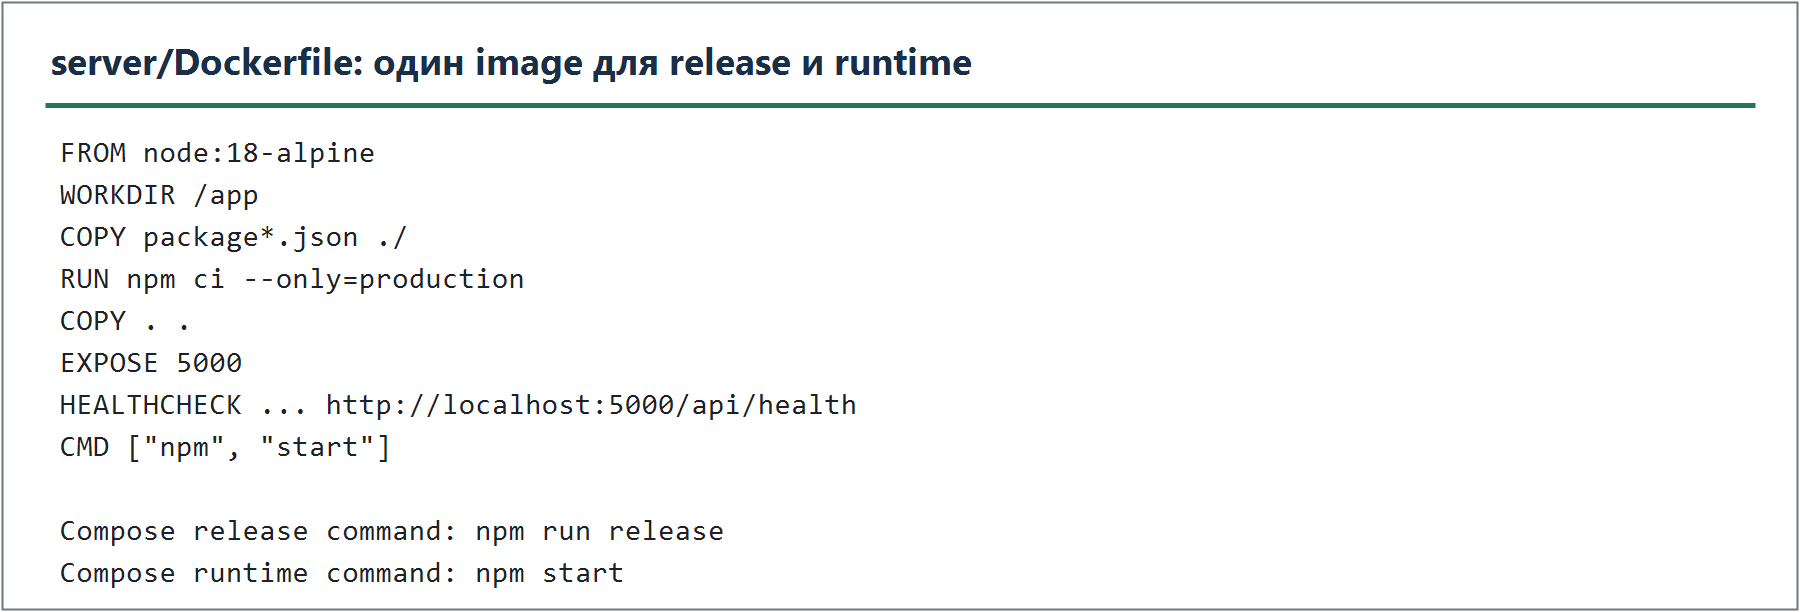 server/Dockerfile: один image для release и runtime
FROM node:18-alpine
WORKDIR /app
COPY package*.json ./
RUN npm ci --only=production
COPY . .
EXPOSE 5000
HEALTHCHECK ... http://localhost:5000/api/health
CMD ["npm", "start"]
Compose release command: npm run release
Compose runtime command: npm start